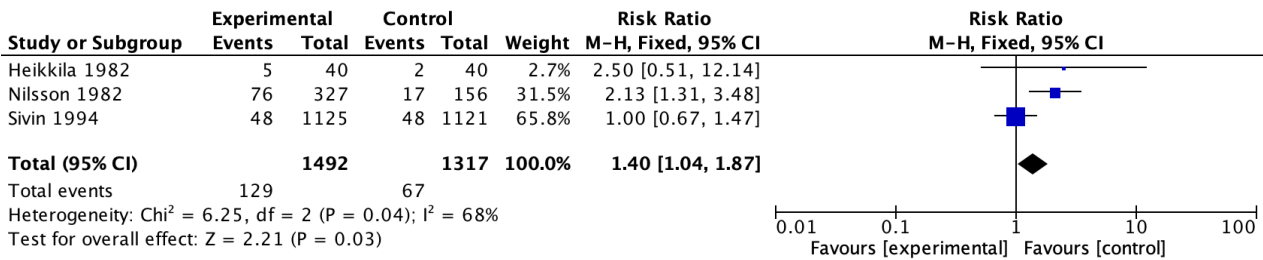 Experimental Control Risk Ratio Risk Ratio
Study or Subgroup Events Total Events Total Weight M-H, Fixed, 95% CI M-H, Fixed, 95% CI
Heikkila 1982 5 40 2 40 2.7% 2.50 [0.51, 12.14]
Nilsson 1982 76 327 17 156 31.5% 2.13 [1.31, 3.48]
Sivin 1994 48 1125 48 1121 65.8% 1.00 [0.67, 1.47]
Total (95% CI) 1492 1317 100.0% 1.40 [1.04, 1.87]
Total events 129 67
Heterogeneity: Chi² = 6.25, df = 2 (P = 0.04); I² = 68%
Test for overall effect: Z = 2.21 (P = 0.03)
0.01 0.1 1 10 100
Favours [experimental] Favours [control]